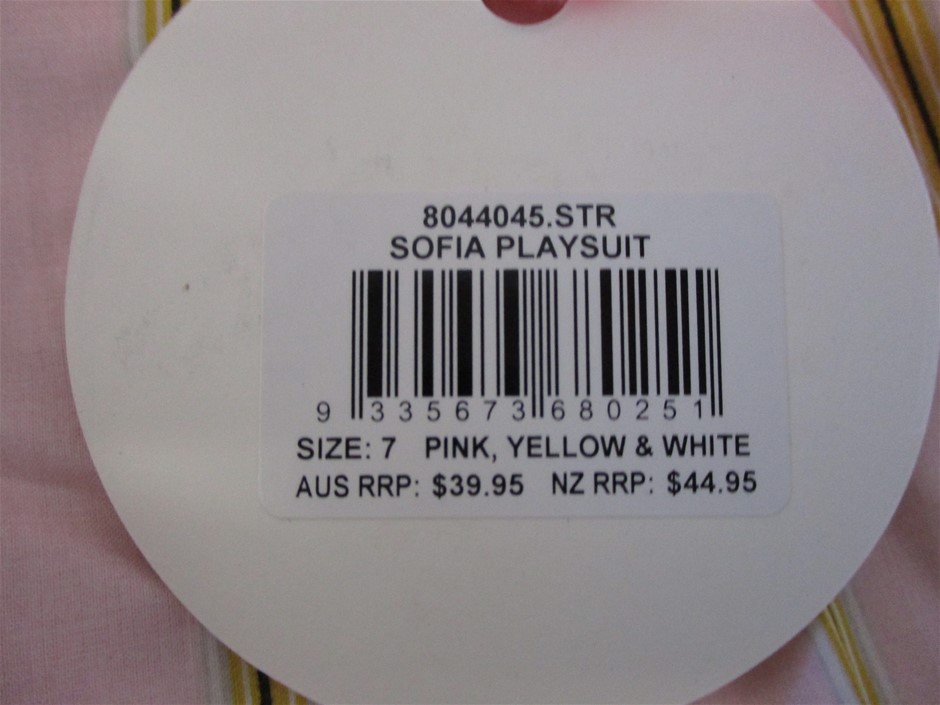 8044045.STR
SOFIA PLAYSUIT
9 335673 680251
SIZE: 7 PINK, YELLOW & WHITE
AUS RRP: $39.95 NZ RRP: $44.95